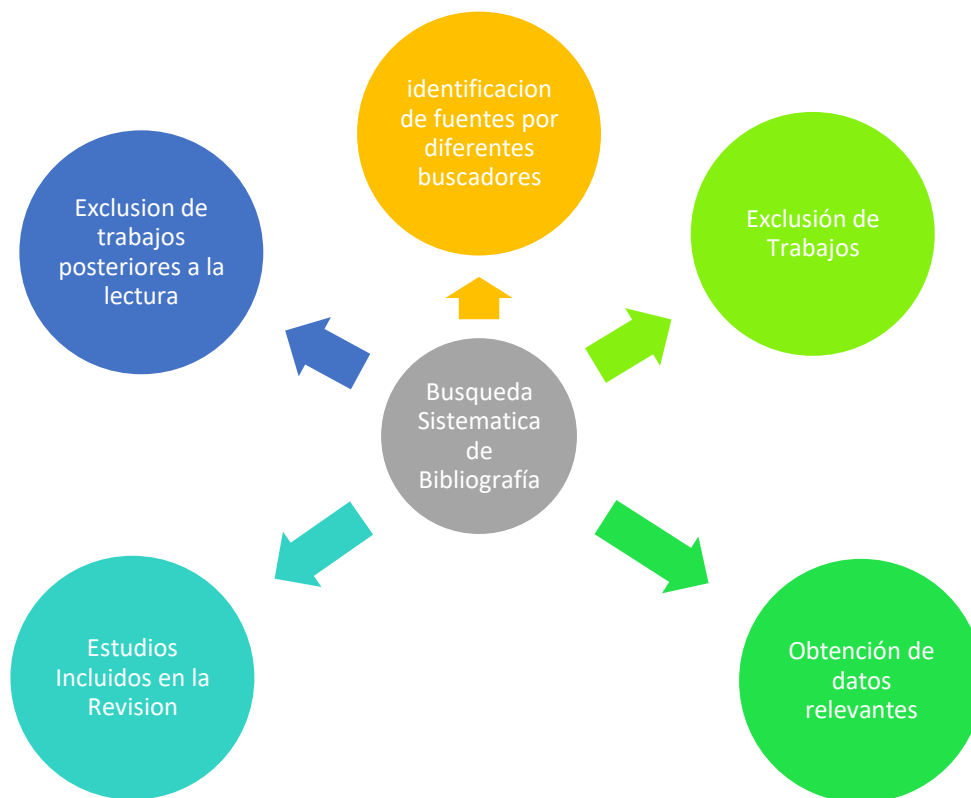 identificacion
de fuentes por
diferentes
buscadores
Exclusion de
trabajos
posteriores a la
lectura
Exclusión de
Trabajos
Busqueda
Sistematica
de
Bibliografía
Estudios
Incluidos en la
Revision
Obtención de
datos
relevantes